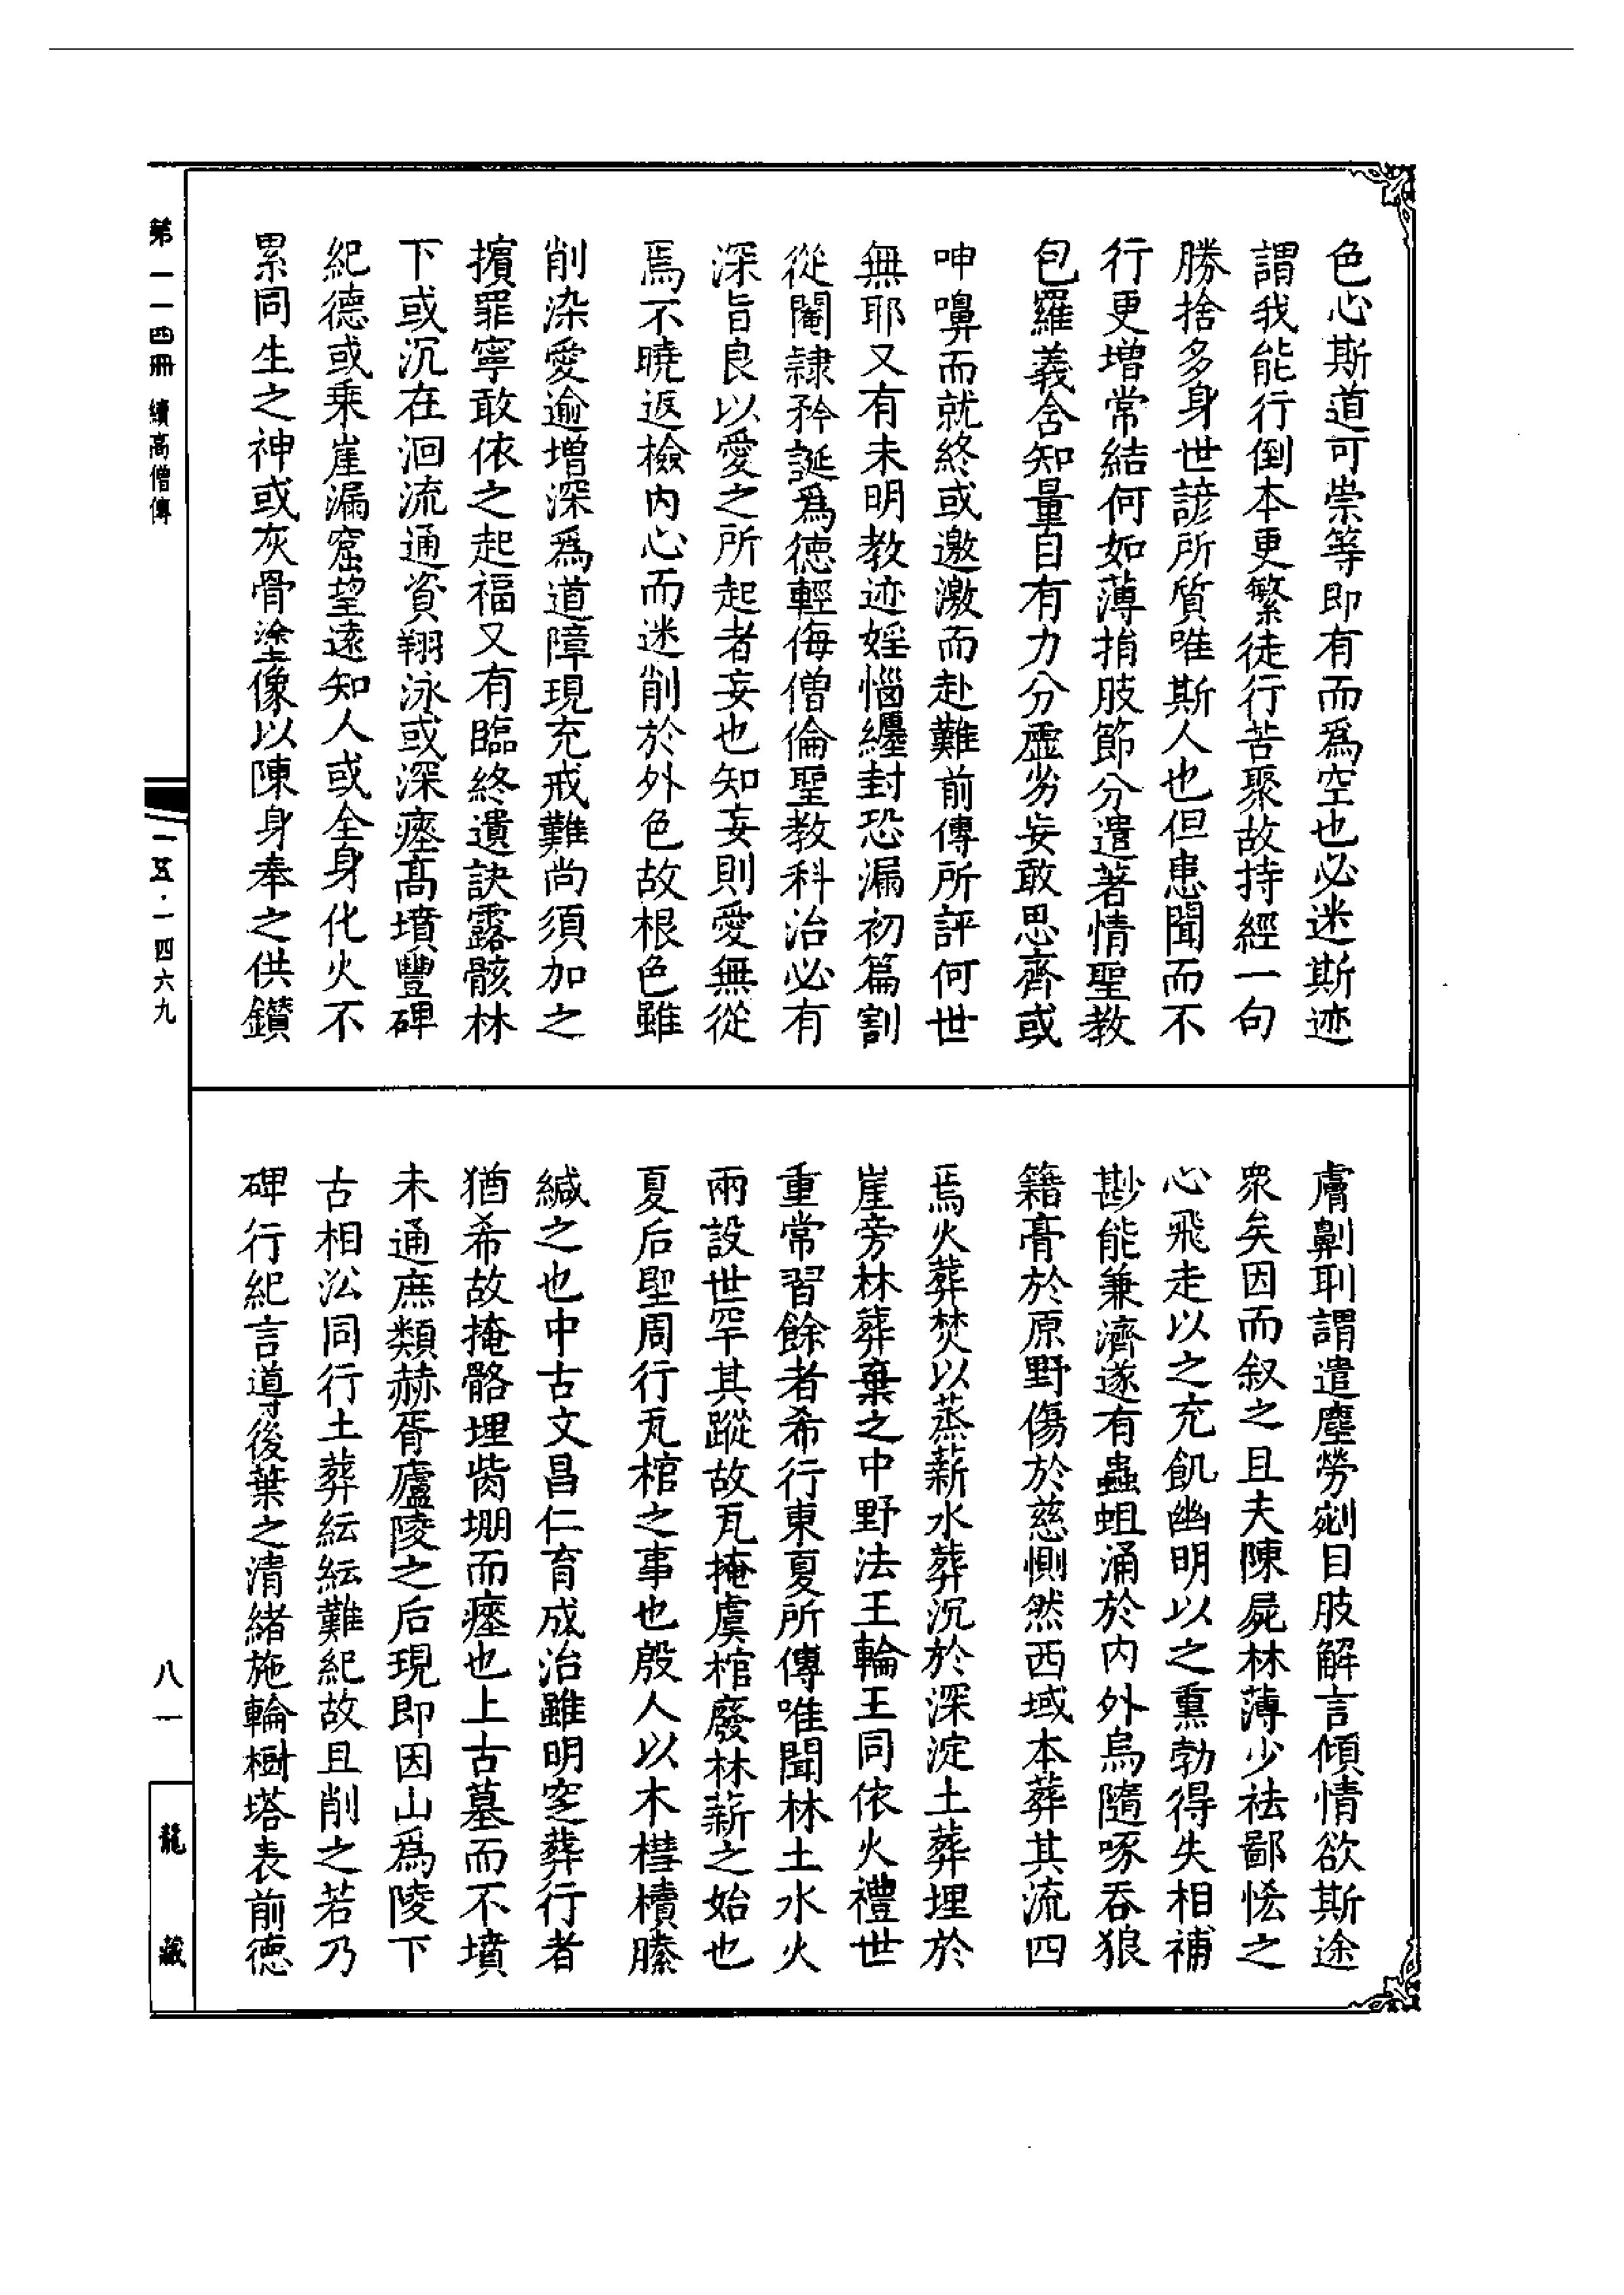 色心斯道可崇等即有而爲空也必迷斯迹
謂我能行倒本更繁徒行苦聚故持經一句
勝捨多身世諺所質唯斯人也但患聞而不
行更增常結何如薄捐肢節分遣著情聖教
包羅義舍知量自有力分虛劣妄敢思齊或
呻嚊而就終或邀激而赴難前傳所評何世
無耶又有未明教迹婬惱纏封恐漏初篇割
從閹隸矜誕爲德輕侮僧倫聖教科治必有
深旨良以愛之所起者妄也知妄則愛無從
焉不曉返檢內心而迷削於外色故根色雖
削染愛逾增深爲道障現充戒難尚須加之
擯罪寧敢依之起福又有臨終遺訣露骸林
下或沉在洄流通資翔泳或深瘞高墳豐碑
紀德或乗崖漏窟望遠知人或全身化火不
累同生之神或灰骨塗像以陳身奉之供鑚
膚劓刵謂遣塵勞剜目肢解言傾情欲斯途
眾矣因而叙之且夫陳屍林薄少袪鄙悋之
心飛走以之充飢幽明以之熏勃得失相補
尠能兼濟遂有蟲蛆涌於內外烏隨啄吞狼
籍膏於原野傷於慈惻然西域本葬其流四
焉火葬焚以蒸薪水葬沉於深淀土葬埋於
崖旁林葬棄之中野法王輪王同依火禮世
重常習餘者希行東夏所傳唯聞林土水火
兩設世罕其蹤故瓦掩虞棺廢林薪之始也
夏后聖周行瓦棺之事也殷人以木槥櫝縢
緘之也中古文昌仁育成治雖明窆葬行者
猶希故掩骼埋胔堋而瘞也上古墓而不墳
未通庶類赫胥廬陵之后現即因山爲陵下
古相沿同行土葬紜紜難紀故且削之若乃
碑行紀言導後葉之清緒施輪樹塔表前德
第一一四冊 續高僧傳
一五·一四六九
八一
龍藏